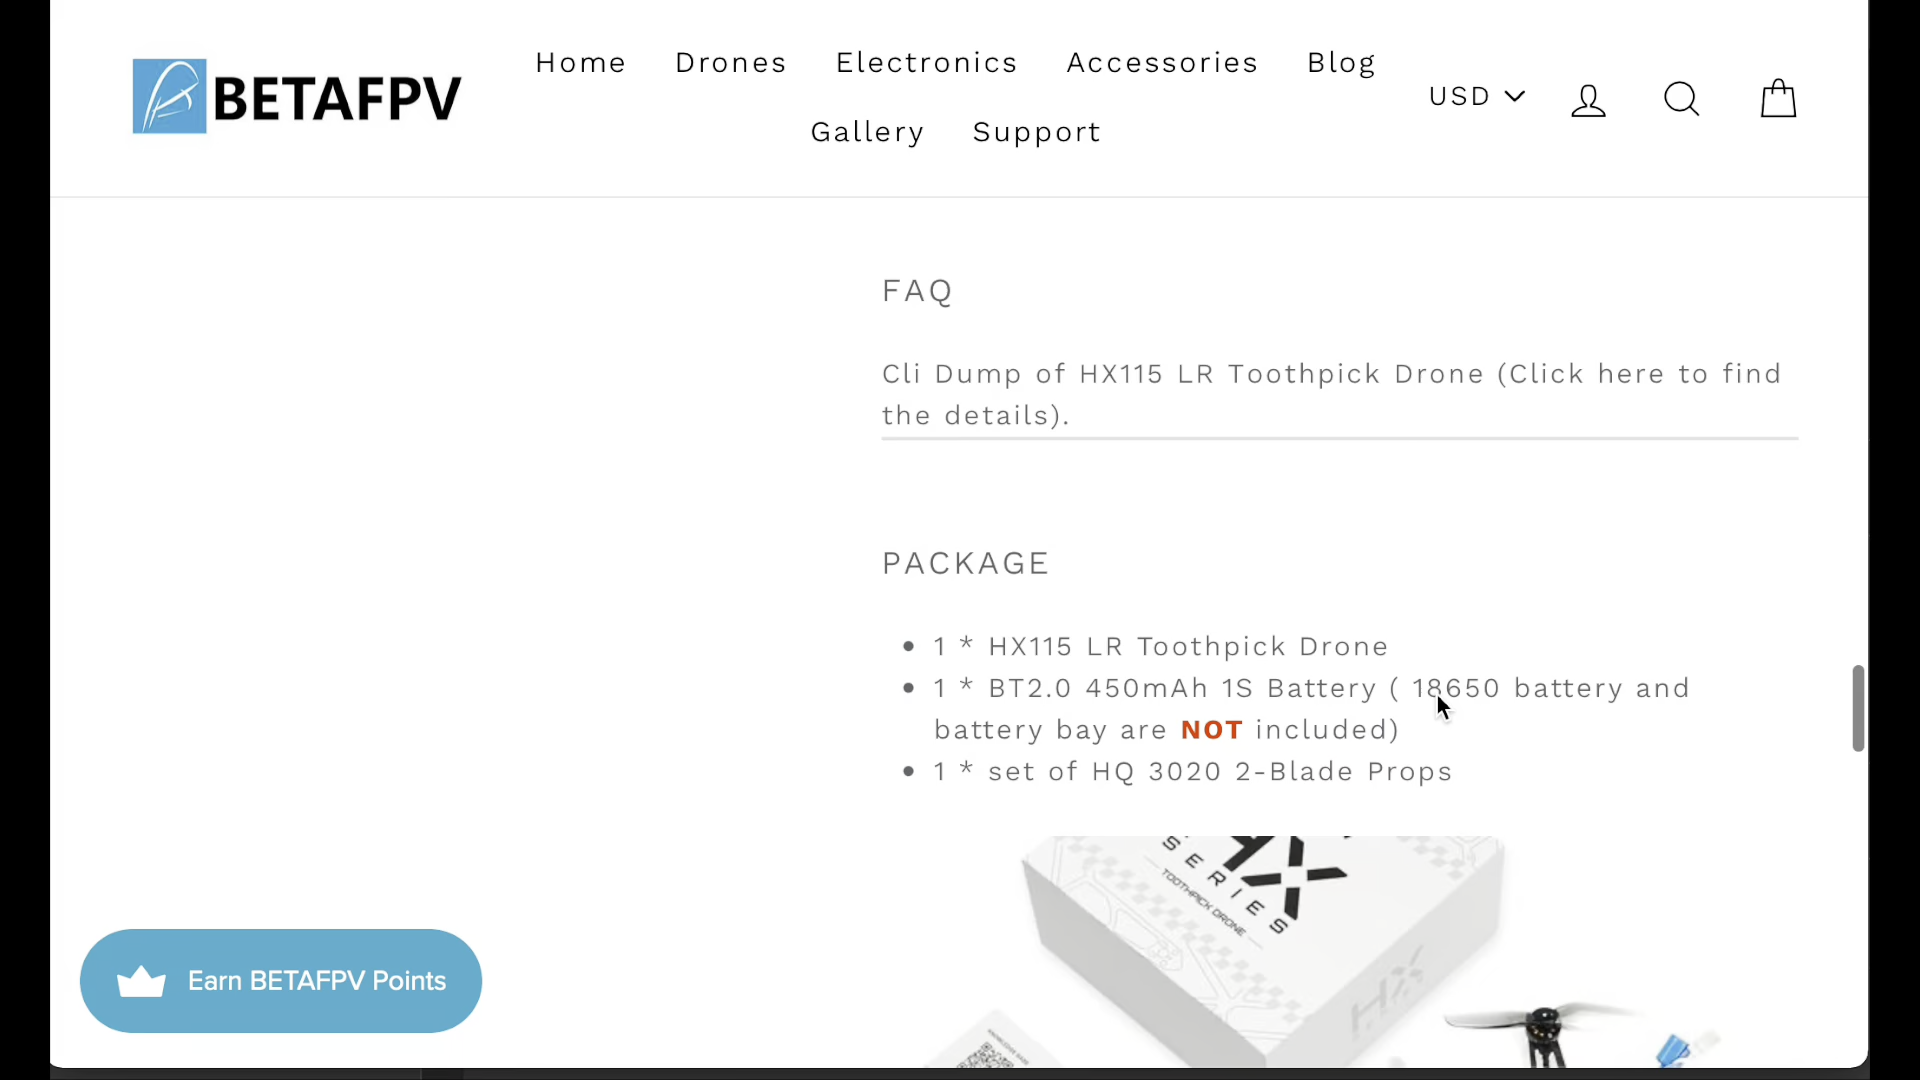 BETAFPV
Home Drones Electronics Accessories Blog
Gallery Support
USD
FAQ
Cli Dump of HX115 LR Toothpick Drone (Click here to find
the details).
PACKAGE
1 * HX115 LR Toothpick Drone
1 * BT2.0 450mAh 1S Battery ( 18650 battery and
battery bay are NOT included)
1 * set of HQ 3020 2-Blade Props
HX
SERIES
TOOTHPICK DRONE
HX
Earn BETAFPV Points